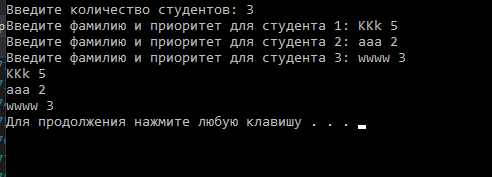 Введите количество студентов: 3
Введите фамилию и приоритет для студента 1: KKk 5
Введите фамилию и приоритет для студента 2: aaa 2
Введите фамилию и приоритет для студента 3: wwww 3
KKk 5
aaa 2
wwww 3
Для продолжения нажмите любую клавишу . . .